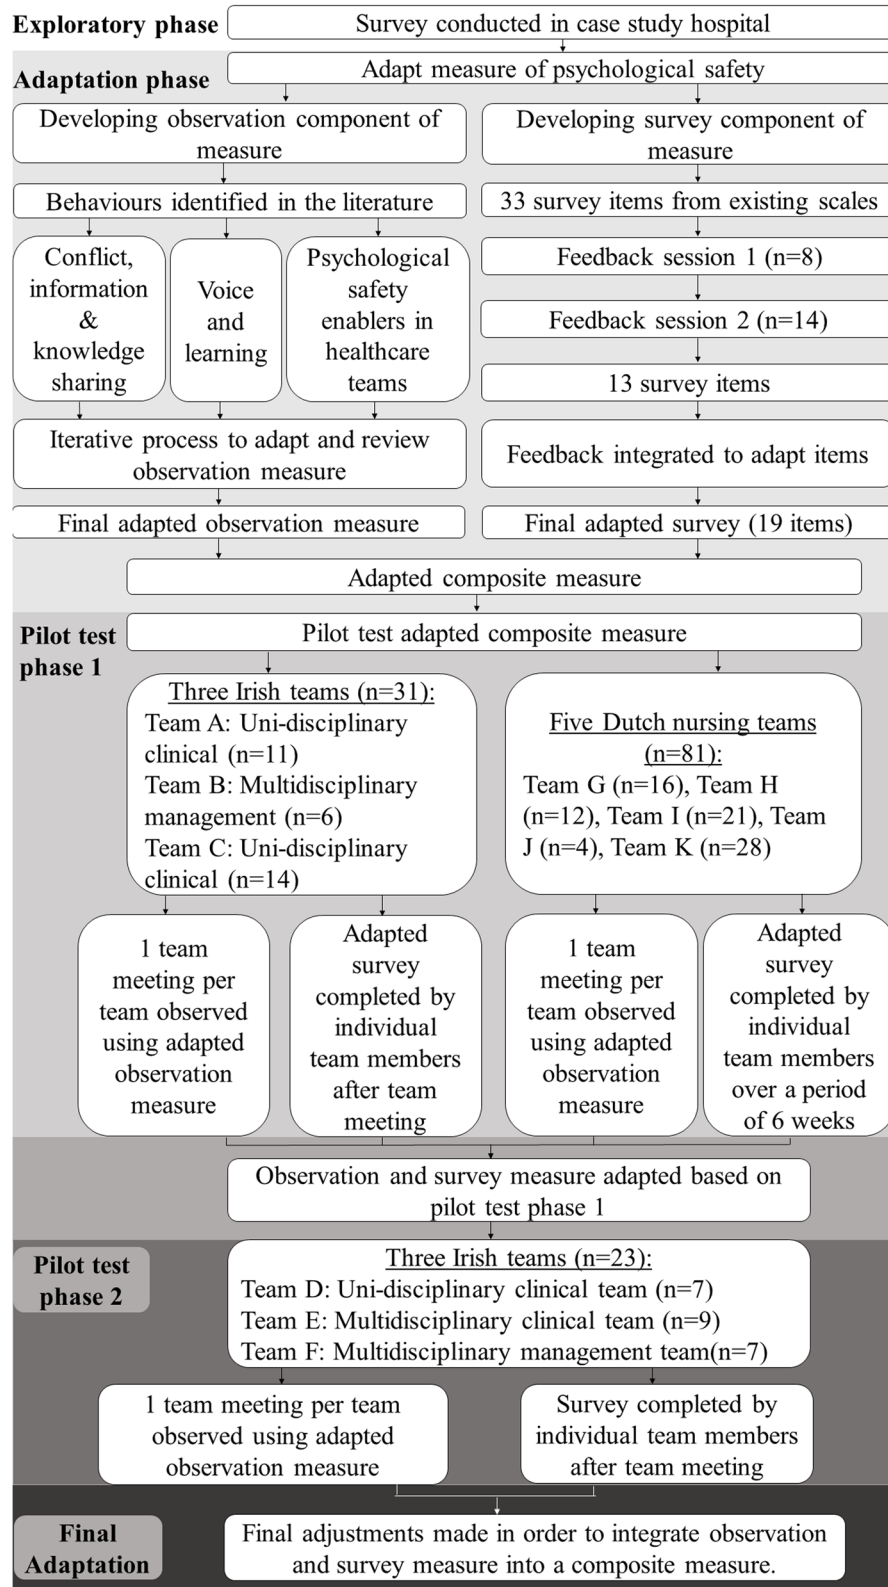 Exploratory phase
Survey conducted in case study hospital
Adaptation phase
Adapt measure of psychological safety
Developing observation component of
measure
Developing survey component of
measure
Behaviours identified in the literature
33 survey items from existing scales
Conflict,
information
&
knowledge
sharing
Voice
and
learning
Psychological
safety
enablers in
healthcare
teams
Feedback session 1 (n=8)
Feedback session 2 (n=14)
13 survey items
Iterative process to adapt and review
observation measure
Feedback integrated to adapt items
Final adapted observation measure
Final adapted survey (19 items)
Adapted composite measure
Pilot test
phase 1
Pilot test adapted composite measure
Three Irish teams (n=31):
Team A: Uni-disciplinary
clinical (n=11)
Team B: Multidisciplinary
management (n=6)
Team C: Uni-disciplinary
clinical (n=14)
Five Dutch nursing teams
(n=81):
Team G (n=16), Team H
(n=12), Team I (n=21), Team
J (n=4), Team K (n=28)
1 team
meeting per
team observed
using adapted
observation
measure
Adapted
survey
completed by
individual
team members
after team
meeting
1 team
meeting per
team observed
using adapted
observation
measure
Adapted
survey
completed by
individual
team members
over a period
of 6 weeks
Observation and survey measure adapted based on
pilot test phase 1
Pilot test
phase 2
Three Irish teams (n=23):
Team D: Uni-disciplinary clinical team (n=7)
Team E: Multidisciplinary clinical team (n=9)
Team F: Multidisciplinary management team(n=7)
1 team meeting per team
observed using adapted
observation measure
Survey completed by
individual team members
after team meeting
Final
Adaptation
Final adjustments made in order to integrate observation
and survey measure into a composite measure.